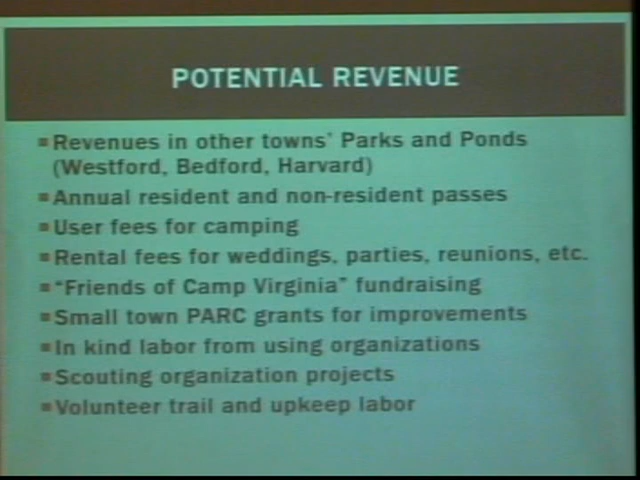 POTENTIAL REVENUE
Revenues in other towns' Parks and Ponds
(Westford, Bedford, Harvard)
Annual resident and non-resident passes
User fees for camping
Rental fees for weddings, parties, reunions, etc.
"Friends of Camp Virginia" fundraising
Small town PARC grants for improvements
In kind labor from using organizations
Scouting organization projects
Volunteer trail and upkeep labor